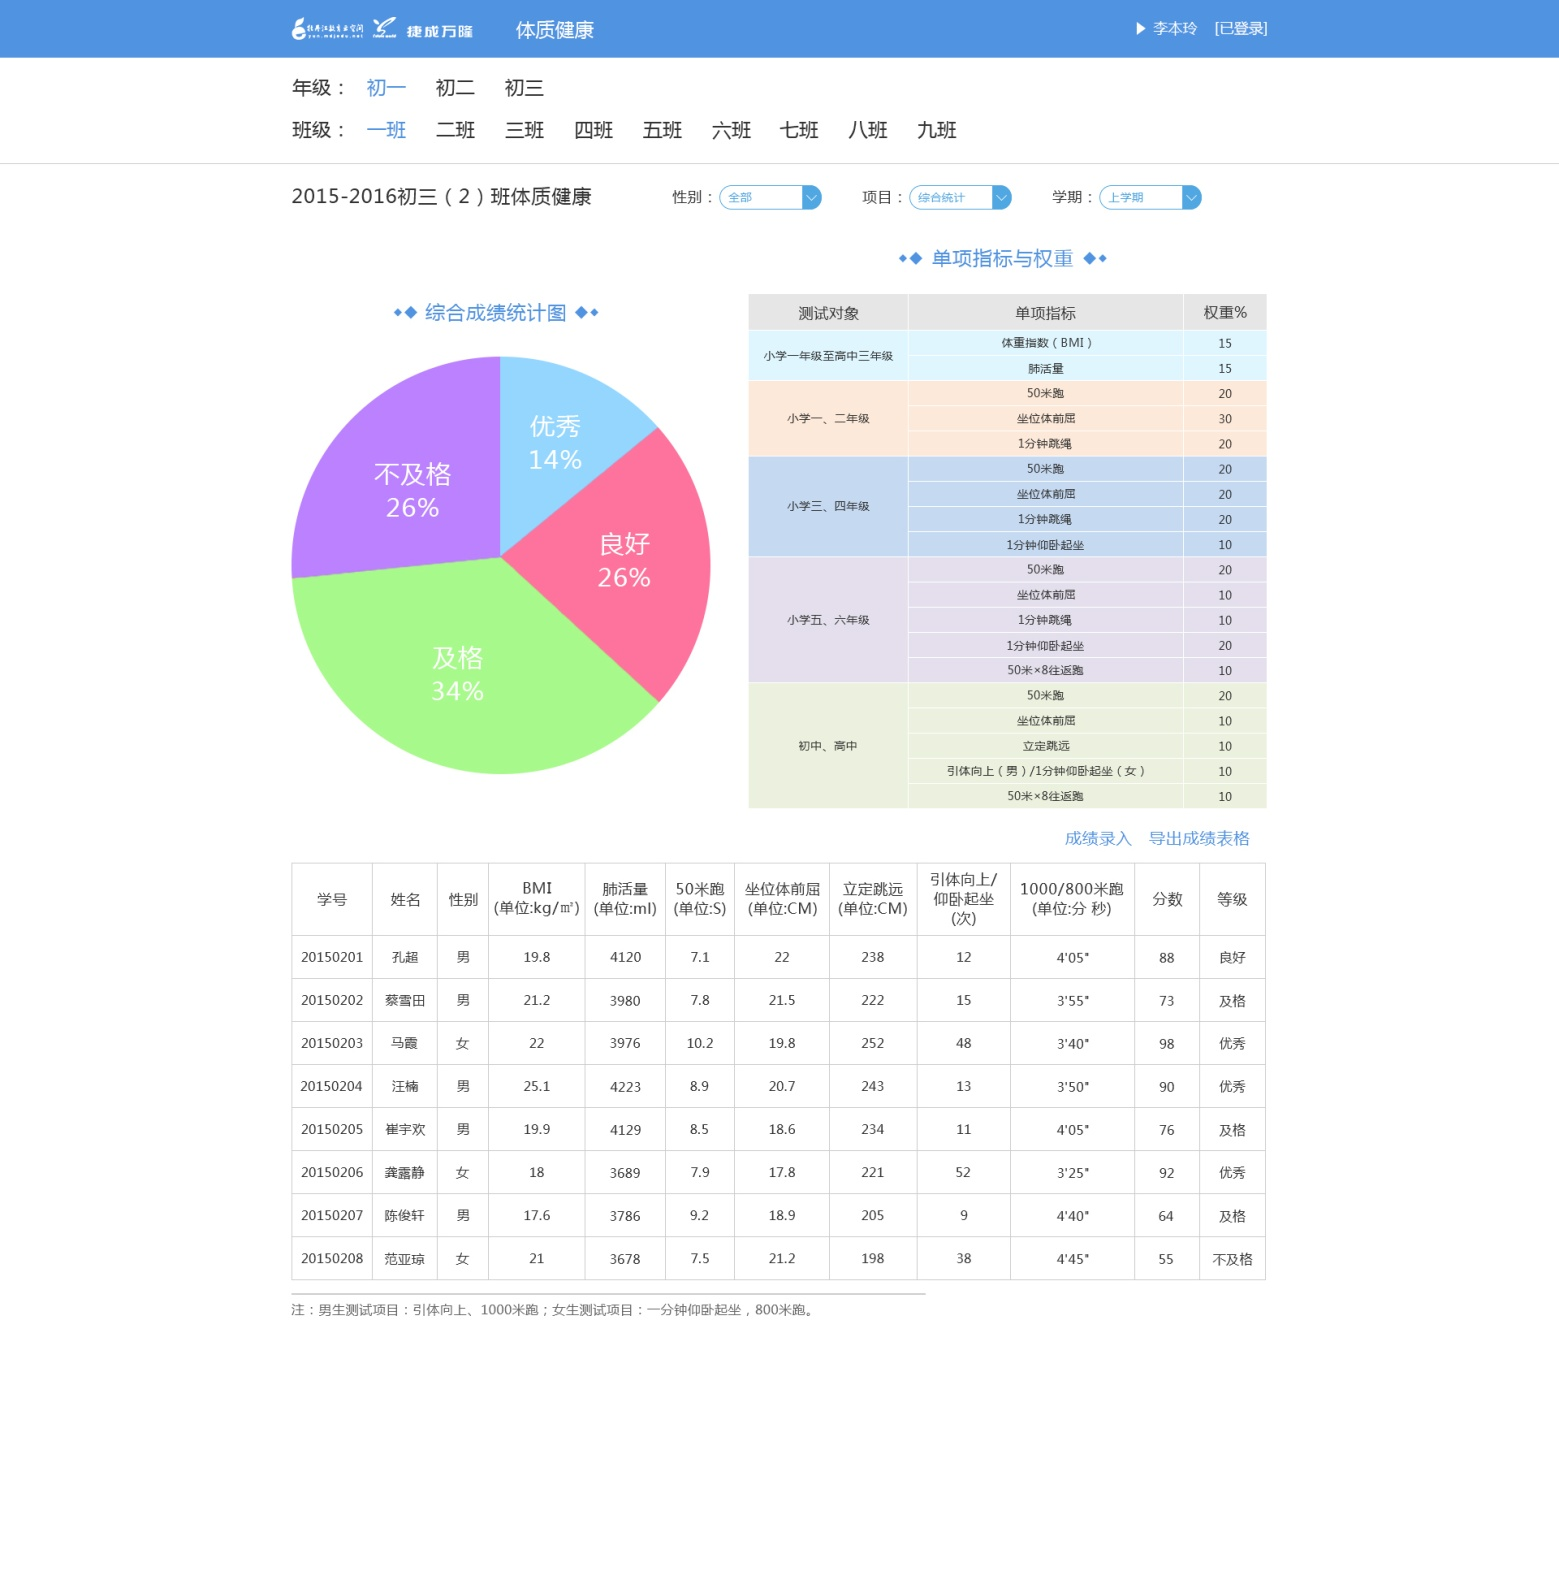 捷成万隆 体质健康 李本玲 [已登录]
年级： 初一 初二 初三
班级： 一班 二班 三班 四班 五班 六班 七班 八班 九班
2015-2016初三（2）班体质健康 性别： 全部 项目： 综合统计 学期： 上学期
综合成绩统计图
优秀
14%
良好
26%
及格
34%
不及格
26%
单项指标与权重
测试对象 单项指标 权重%
小学一年级至高中三年级
体重指数（BMI） 15
肺活量 15
小学一、二年级
50米跑 20
坐位体前屈 30
1分钟跳绳 20
小学三、四年级
50米跑 20
坐位体前屈 20
1分钟跳绳 20
1分钟仰卧起坐 10
小学五、六年级
50米跑 20
坐位体前屈 10
1分钟跳绳 10
1分钟仰卧起坐 20
50米×8往返跑 10
初中、高中
50米跑 20
坐位体前屈 10
立定跳远 10
引体向上（男）/1分钟仰卧起坐（女） 10
50米×8往返跑 10
成绩录入 导出成绩表格
学号 姓名 性别 BMI (单位:kg/㎡) 肺活量 (单位:ml) 50米跑 (单位:S) 坐位体前屈 (单位:CM) 立定跳远 (单位:CM) 引体向上/仰卧起坐 (次) 1000/800米跑 (单位:分 秒) 分数 等级
20150201 孔超 男 19.8 4120 7.1 22 238 12 4'05" 88 良好
20150202 蔡雪田 男 21.2 3980 7.8 21.5 222 15 3'55" 73 及格
20150203 马霞 女 22 3976 10.2 19.8 252 48 3'40" 98 优秀
20150204 汪楠 男 25.1 4223 8.9 20.7 243 13 3'50" 90 优秀
20150205 崔宇欢 男 19.9 4129 8.5 18.6 234 11 4'05" 76 及格
20150206 龚露静 女 18 3689 7.9 17.8 221 52 3'25" 92 优秀
20150207 陈俊轩 男 17.6 3786 9.2 18.9 205 9 4'40" 64 及格
20150208 范亚琼 女 21 3678 7.5 21.2 198 38 4'45" 55 不及格
注：男生测试项目：引体向上、1000米跑；女生测试项目：一分钟仰卧起坐，800米跑。